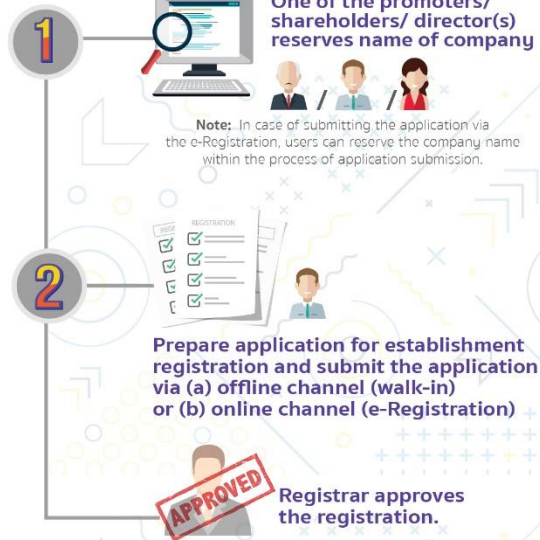 1
One of the promoters/
shareholders/ director(s)
reserves name of company
Note: In case of submitting the application via
the e-Registration, users can reserve the company name
within the process of application submission.
REGISTRATION
2
Prepare application for establishment
registration and submit the application
via (a) offline channel (walk-in)
or (b) online channel (e-Registration)
APPROVED
Registrar approves
the registration.